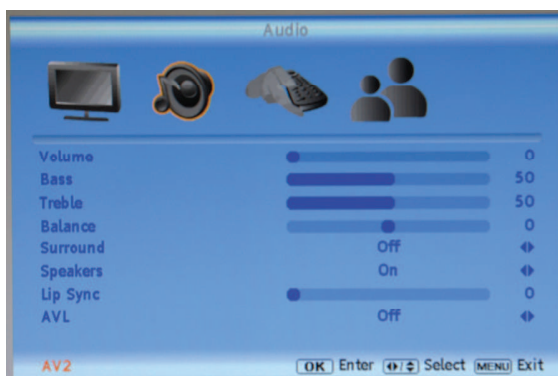 Audio
Volume 0
Bass 50
Treble 50
Balance 0
Surround Off
Speakers On
Lip Sync 0
AVL Off
AV2 OK Enter Select MENU Exit